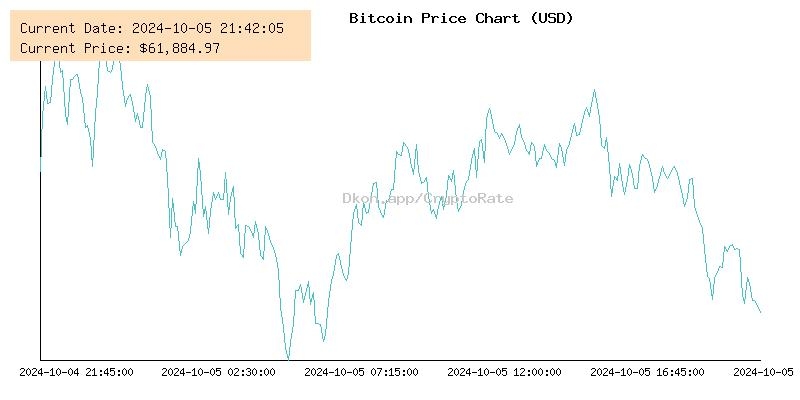 Bitcoin Price Chart (USD)
Current Date: 2024-10-05 21:42:05
Current Price: $61,884.97
Dkon.app/CryptoRate
2024-10-04 21:45:00 2024-10-05 02:30:00 2024-10-05 07:15:00 2024-10-05 12:00:00 2024-10-05 16:45:00 2024-10-05